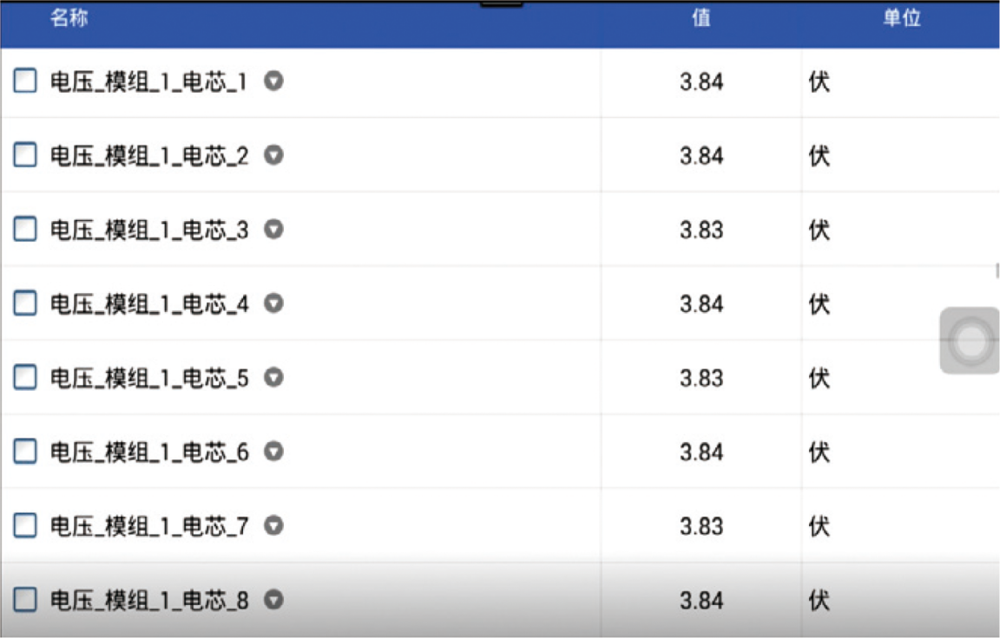 名称 值 单位
电压_模组_1_电芯_1 3.84 伏
电压_模组_1_电芯_2 3.84 伏
电压_模组_1_电芯_3 3.83 伏
电压_模组_1_电芯_4 3.84 伏
电压_模组_1_电芯_5 3.83 伏
电压_模组_1_电芯_6 3.84 伏
电压_模组_1_电芯_7 3.83 伏
电压_模组_1_电芯_8 3.84 伏